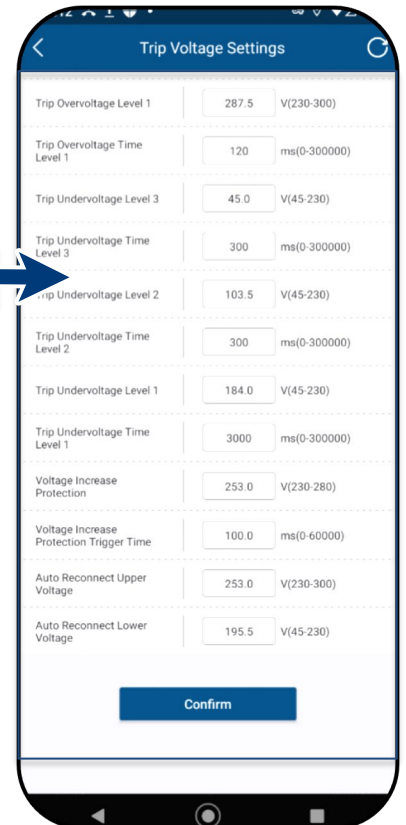 Trip Voltage Settings
Trip Overvoltage Level 1 287.5 V(230-300)
Trip Overvoltage Time
Level 1 120 ms(0-300000)
Trip Undervoltage Level 3 45.0 V(45-230)
Trip Undervoltage Time
Level 3 300 ms(0-300000)
Trip Undervoltage Level 2 103.5 V(45-230)
Trip Undervoltage Time
Level 2 300 ms(0-300000)
Trip Undervoltage Level 1 184.0 V(45-230)
Trip Undervoltage Time
Level 1 3000 ms(0-300000)
Voltage Increase
Protection 253.0 V(230-280)
Voltage Increase
Protection Trigger Time 100.0 ms(0-60000)
Auto Reconnect Upper
Voltage 253.0 V(230-300)
Auto Reconnect Lower
Voltage 195.5 V(45-230)
Confirm